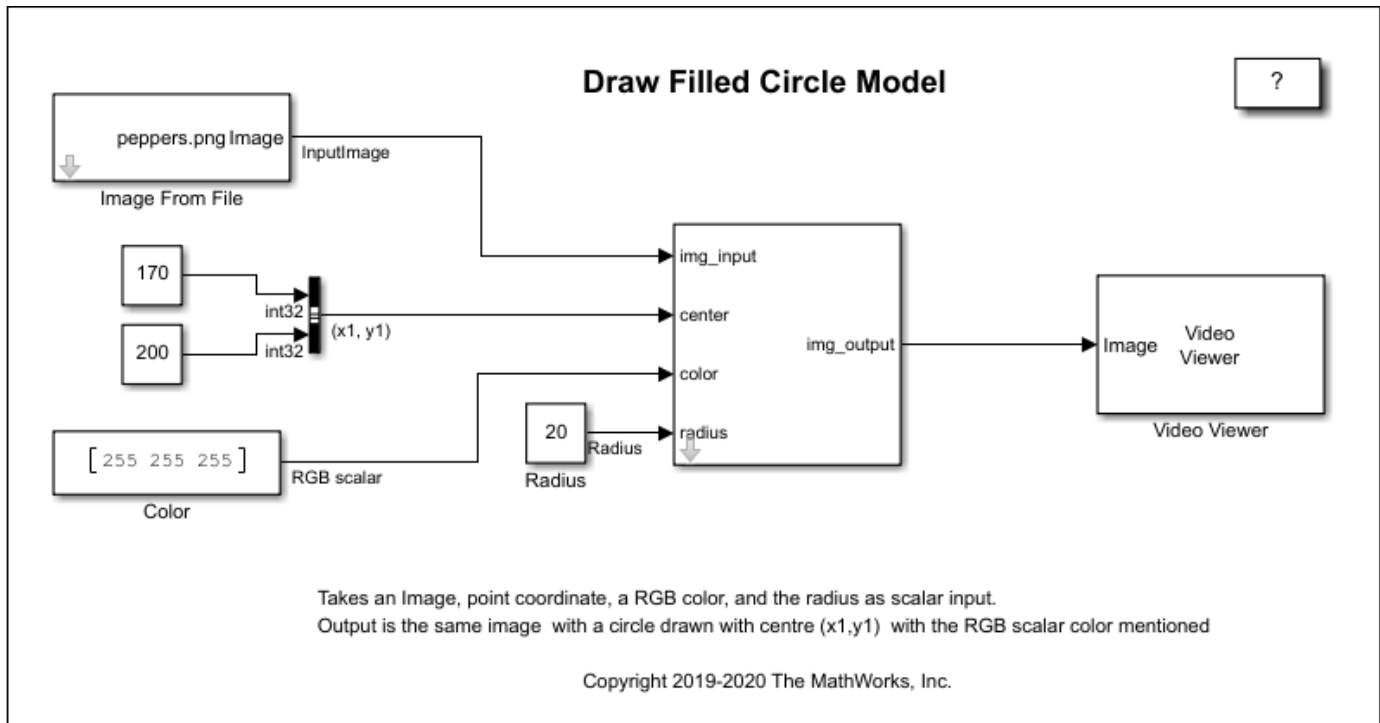 Draw Filled Circle Model
?
peppers.png Image
InputImage
Image From File
170
int32
200
int32
(x1, y1)
[255 255 255]
RGB scalar
Color
20
Radius
Radius
img_input
center
color
radius
img_output
Image
Video
Viewer
Video Viewer
Takes an Image, point coordinate, a RGB color, and the radius as scalar input.
Output is the same image with a circle drawn with centre (x1,y1) with the RGB scalar color mentioned
Copyright 2019-2020 The MathWorks, Inc.